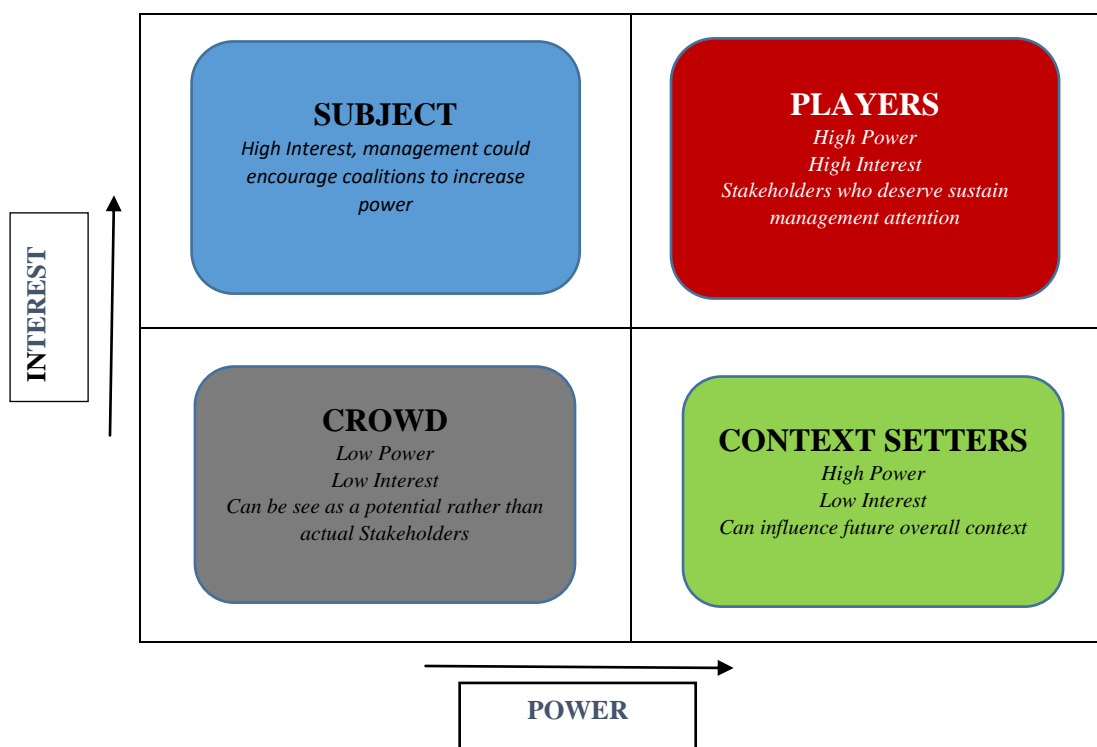 SUBJECT
High Interest, management could
encourage coalitions to increase
power
PLAYERS
High Power
High Interest
Stakeholders who deserve sustain
management attention
INTEREST
CROWD
Low Power
Low Interest
Can be see as a potential rather than
actual Stakeholders
CONTEXT SETTERS
High Power
Low Interest
Can influence future overall context
POWER